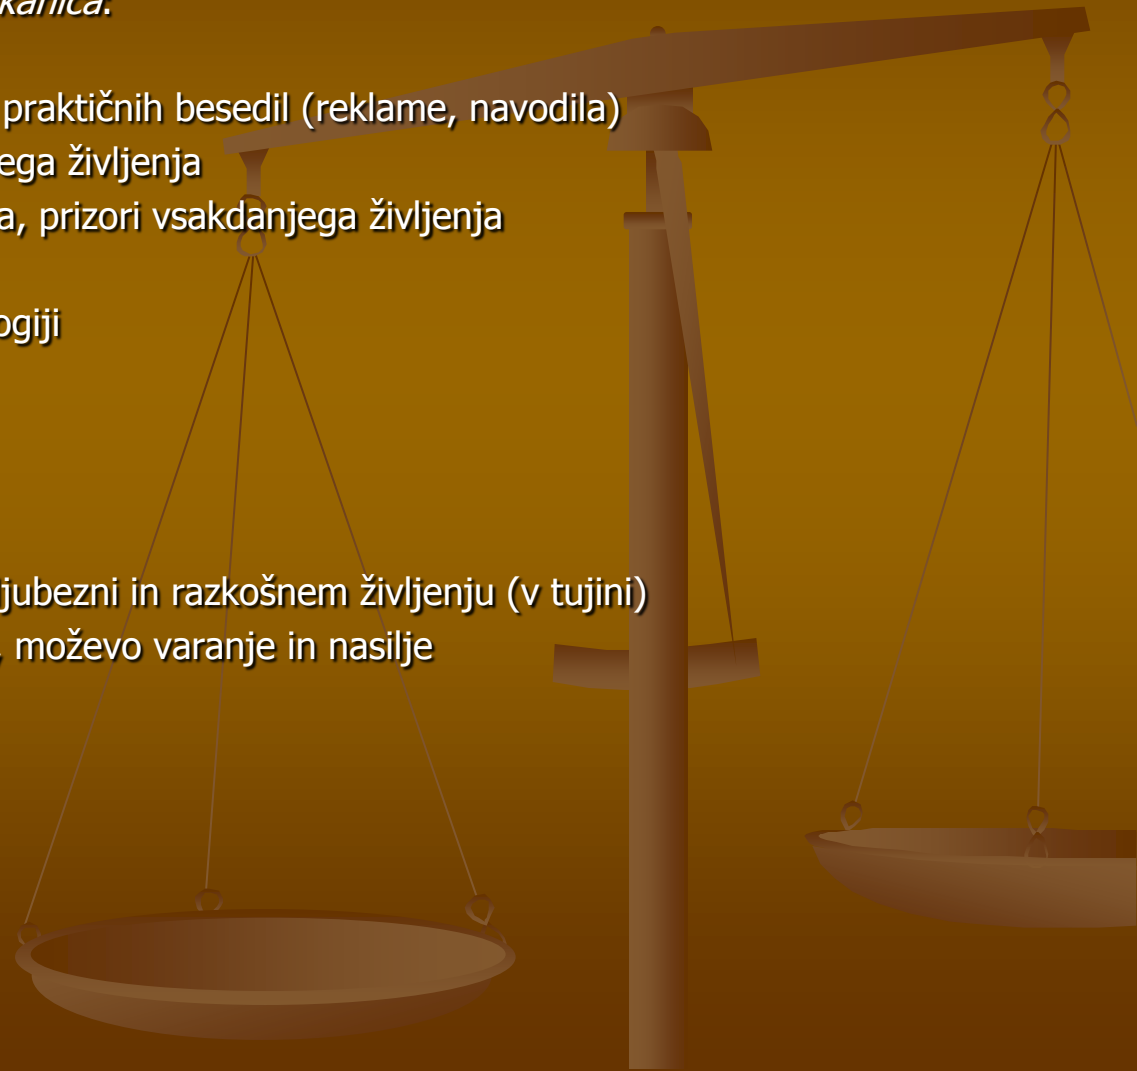 kanica:
praktičnih besedil (reklame, navodila)
ega življenja
a, prizori vsakdanjega življenja
ogiji
jubezni in razkošnem življenju (v tujini)
, moževo varanje in nasilje